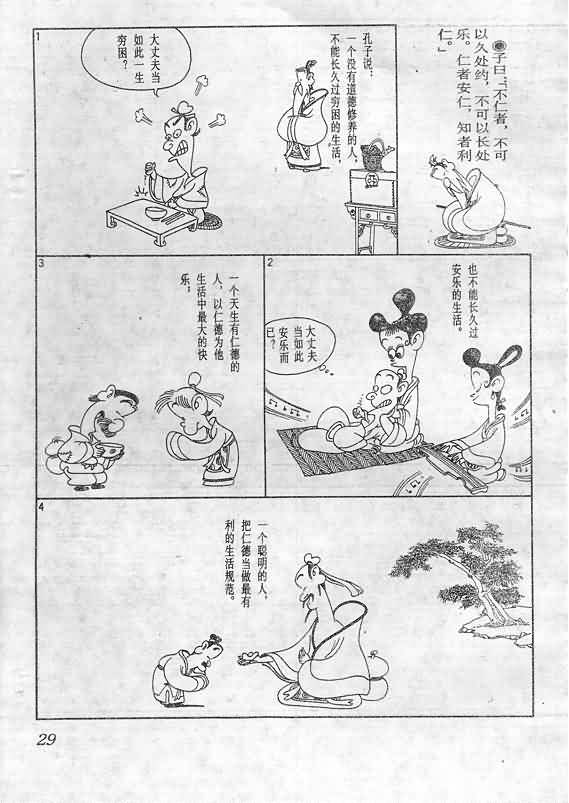 子曰：「不仁者，不可
以久处约，不可以长处
乐。仁者安仁，知者利
仁。」
1
孔子说：
一个没有道德修养的人，
不能长久过穷困的生活，
大丈夫当
如此一生
穷困？
2
也不能长久过
安乐的生活。
大丈夫
当如此
安乐而
已？
3
一个天生有仁德的
人，以仁德为他
生活中最大的快
乐；
4
一个聪明的人，
把仁德当做最有
利的生活规范。
29